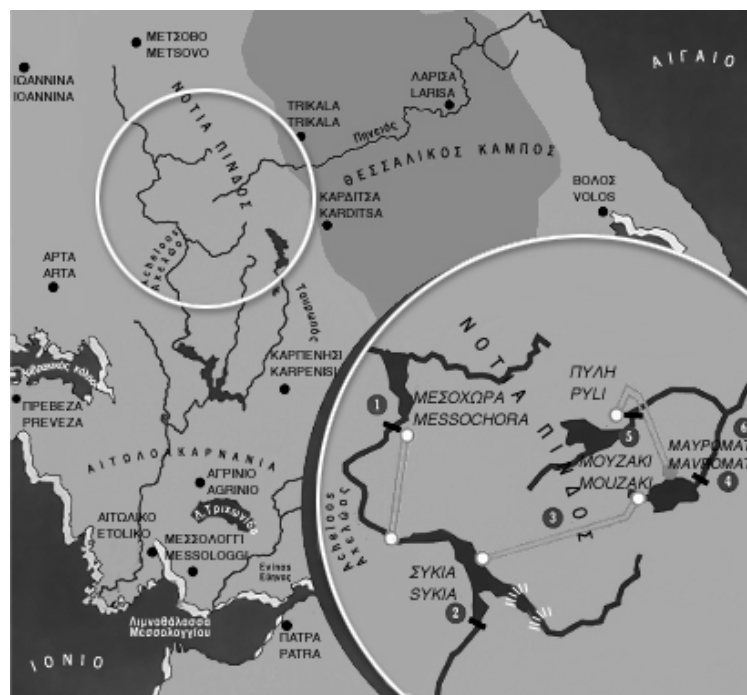 ΜΕΤΣΟΒΟ
METSOVO
ΙΩΑΝΝΙΝΑ
IOANNINA
ΝΟΤΙΑ ΠΙΝΔΟΣ
TRIKALA
TRIKALA
ΛΑΡΙΣΑ
LARISA
ΑΙΓΑΙΟ
Πηνειός
ΘΕΣΣΑΛΙΚΟΣ ΚΑΜΠΟΣ
ΚΑΡΔΙΤΣΑ
KARDITSA
ΒΟΛΟΣ
VOLOS
Acheloos
Αχελώος
ΑΡΤΑ
ARTA
Ταυρωπός
ΚΑΡΠΕΝΗΣΙ
KARPENISI
ΠΡΕΒΕΖΑ
PREVEZA
ΑΙΤΩΛΟΑΚΑΡΝΑΝΙΑ
ΑΓΡΙΝΙΟ
AGRINIO
Λ.Τριχωνίδα
ΑΙΤΩΛΙΚΟ
ETOLIKO
ΜΕΣΣΟΛΟΓΓΙ
MESSOLOGGI
Evinos
Εύηνος
Λιμνοθάλασσα
Μεσσολογγίου
ΠΑΤΡΑ
PATRA
ΙΟΝΙΟ
ΝΟΤΙΑ ΠΙΝΔΟΣ
1
ΜΕΣΟΧΩΡΑ
MESSOCHORA
ΠΥΛΗ
PYLI
5
6
ΜΟΥΖΑΚΙ
MOUZAKI
ΜΑΥΡΟΜΑΤ
MAVROMAT
4
3
Acheloos
Αχελώος
ΣΥΚΙΑ
SYKIA
2